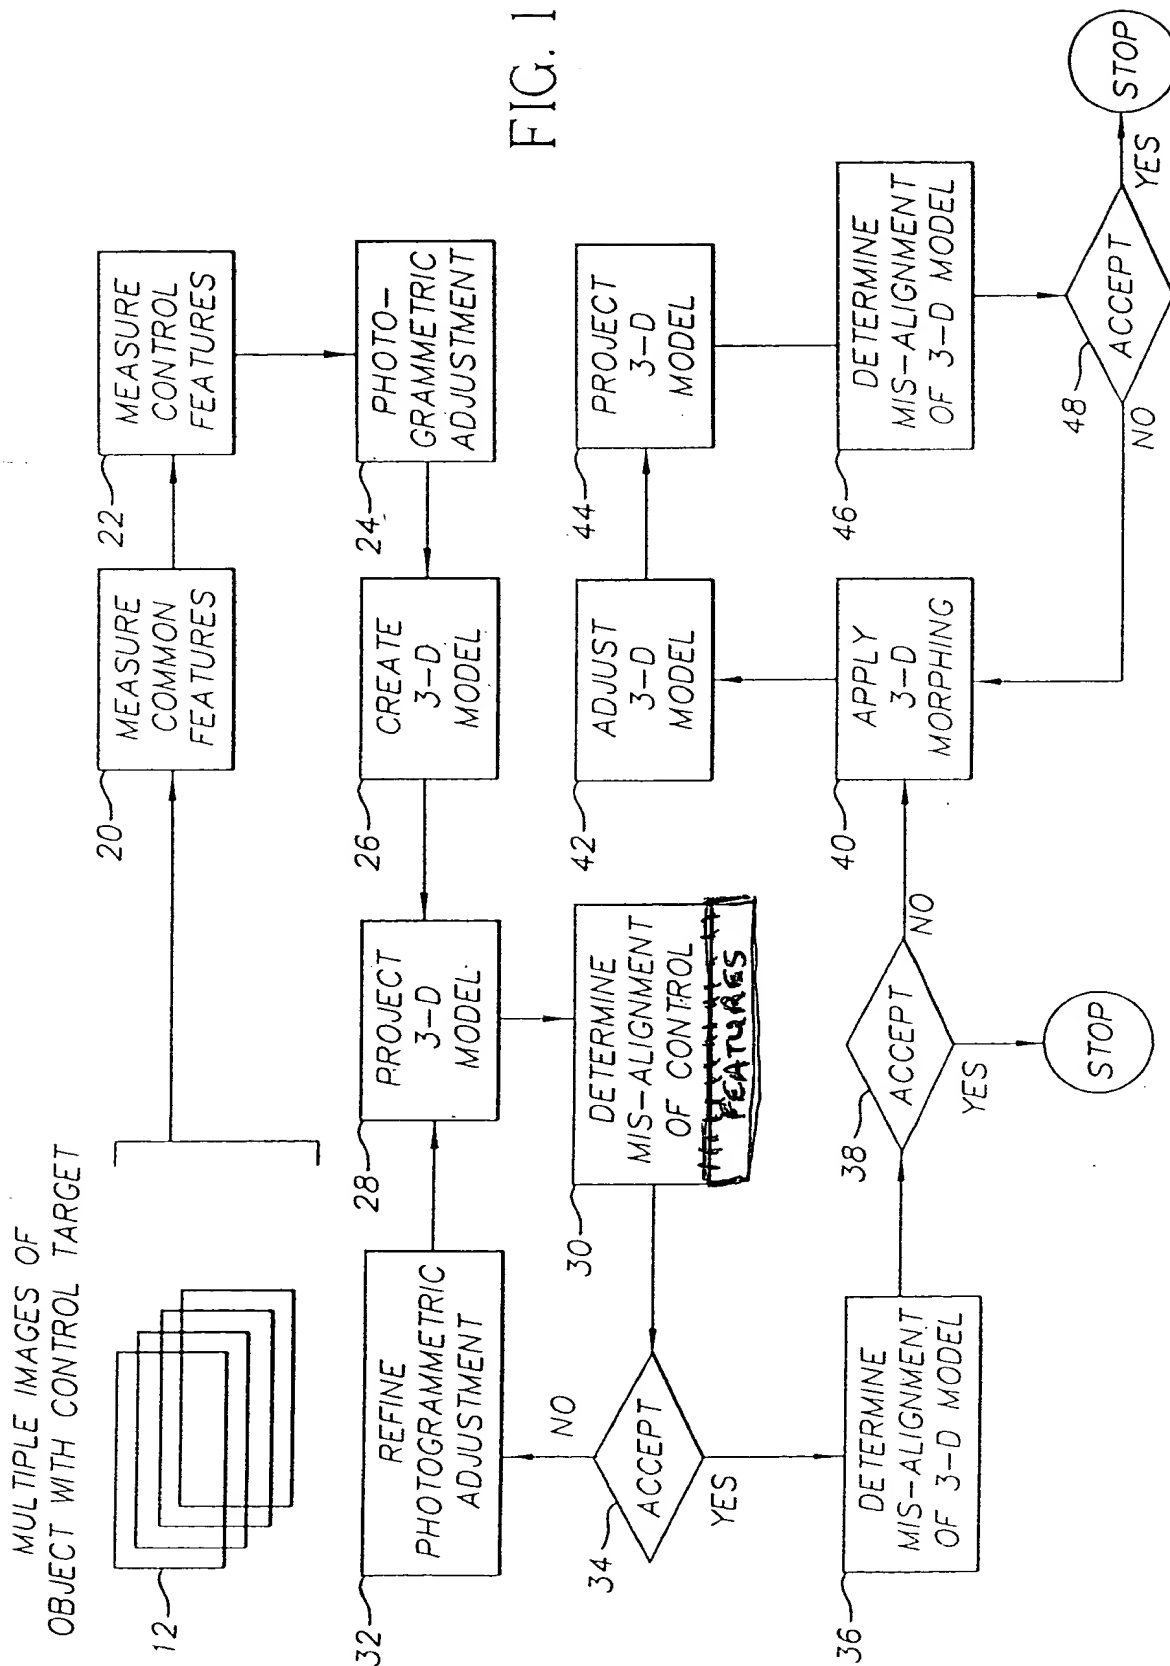 MULTIPLE IMAGES OF
OBJECT WITH CONTROL TARGET
12
20
MEASURE
COMMON
FEATURES
22
MEASURE
CONTROL
FEATURES
32
REFINE
PHOTOGRAMMETRIC
ADJUSTMENT
28
PROJECT
3-D
MODEL
26
CREATE
3-D
MODEL
24
PHOTO-
GRAMMETRIC
ADJUSTMENT
FIG. 1
34
ACCEPT
NO
YES
30
DETERMINE
MIS-ALIGNMENT
OF CONTROL
FEATURES
42
ADJUST
3-D
MODEL
44
PROJECT
3-D
MODEL
36
DETERMINE
MIS-ALIGNMENT
OF 3-D MODEL
38
ACCEPT
NO
YES
STOP
40
APPLY
3-D
MORPHING
46
DETERMINE
MIS-ALIGNMENT
OF 3-D MODEL
48
ACCEPT
NO
YES
STOP